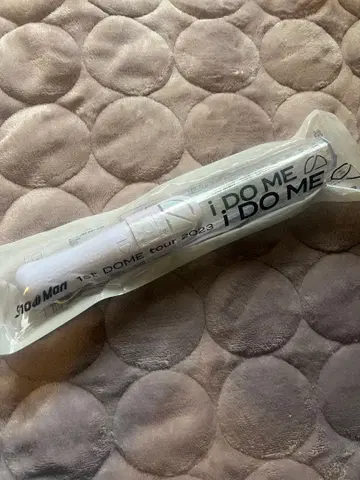 i DO ME
i DO ME
Snow Man 1st DOME tour 2023